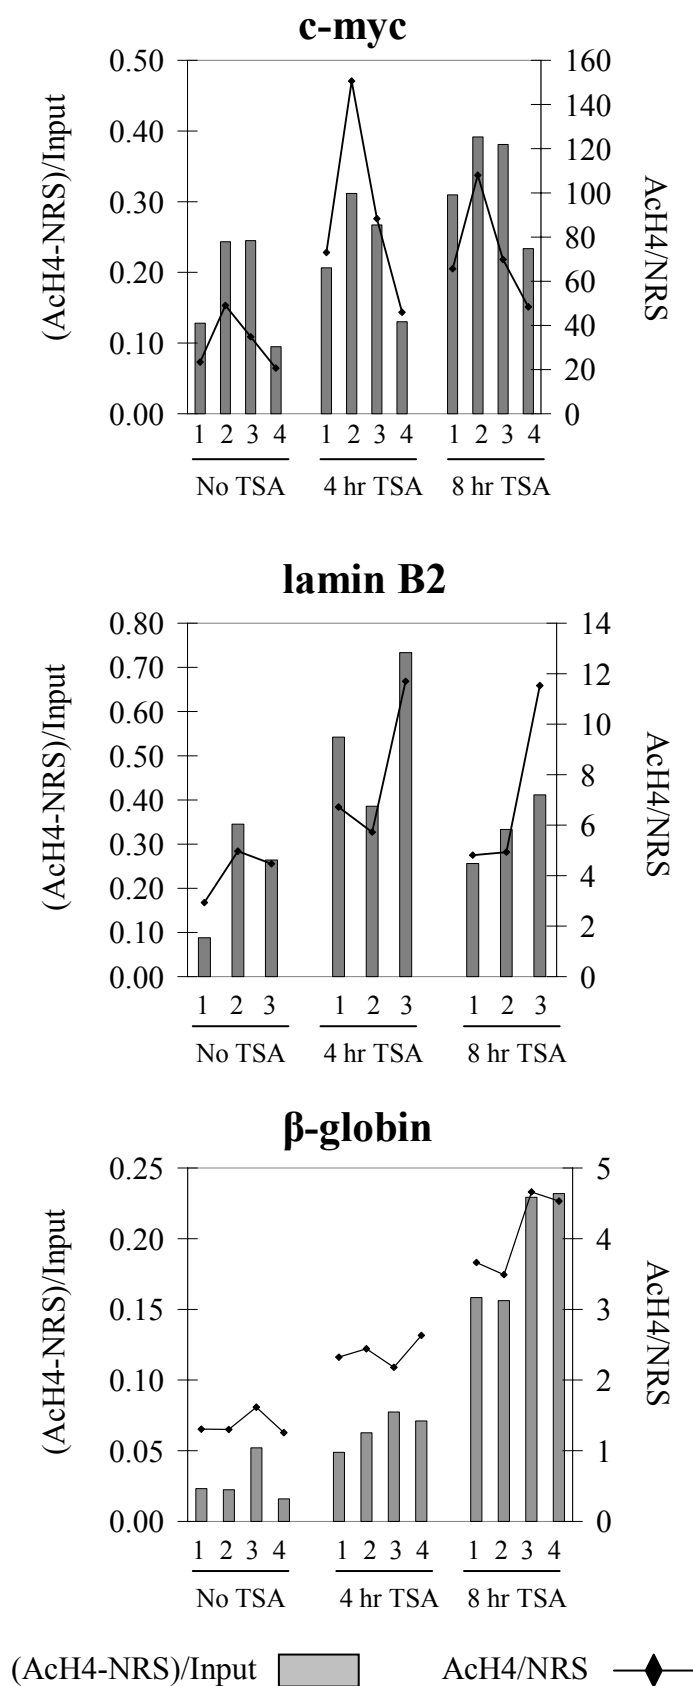 c-myc
(AcH4-NRS)/Input
0.50
0.40
0.30
0.20
0.10
0.00
160
140
120
100
80
60
40
20
0
AcH4/NRS
1 2 3 4 1 2 3 4 1 2 3 4
No TSA 4 hr TSA 8 hr TSA
lamin B2
(AcH4-NRS)/Input
0.80
0.70
0.60
0.50
0.40
0.30
0.20
0.10
0.00
14
12
10
8
6
4
2
0
AcH4/NRS
1 2 3 1 2 3 1 2 3
No TSA 4 hr TSA 8 hr TSA
β-globin
(AcH4-NRS)/Input
0.25
0.20
0.15
0.10
0.05
0.00
5
4
3
2
1
0
AcH4/NRS
1 2 3 4 1 2 3 4 1 2 3 4
No TSA 4 hr TSA 8 hr TSA
(AcH4-NRS)/Input AcH4/NRS